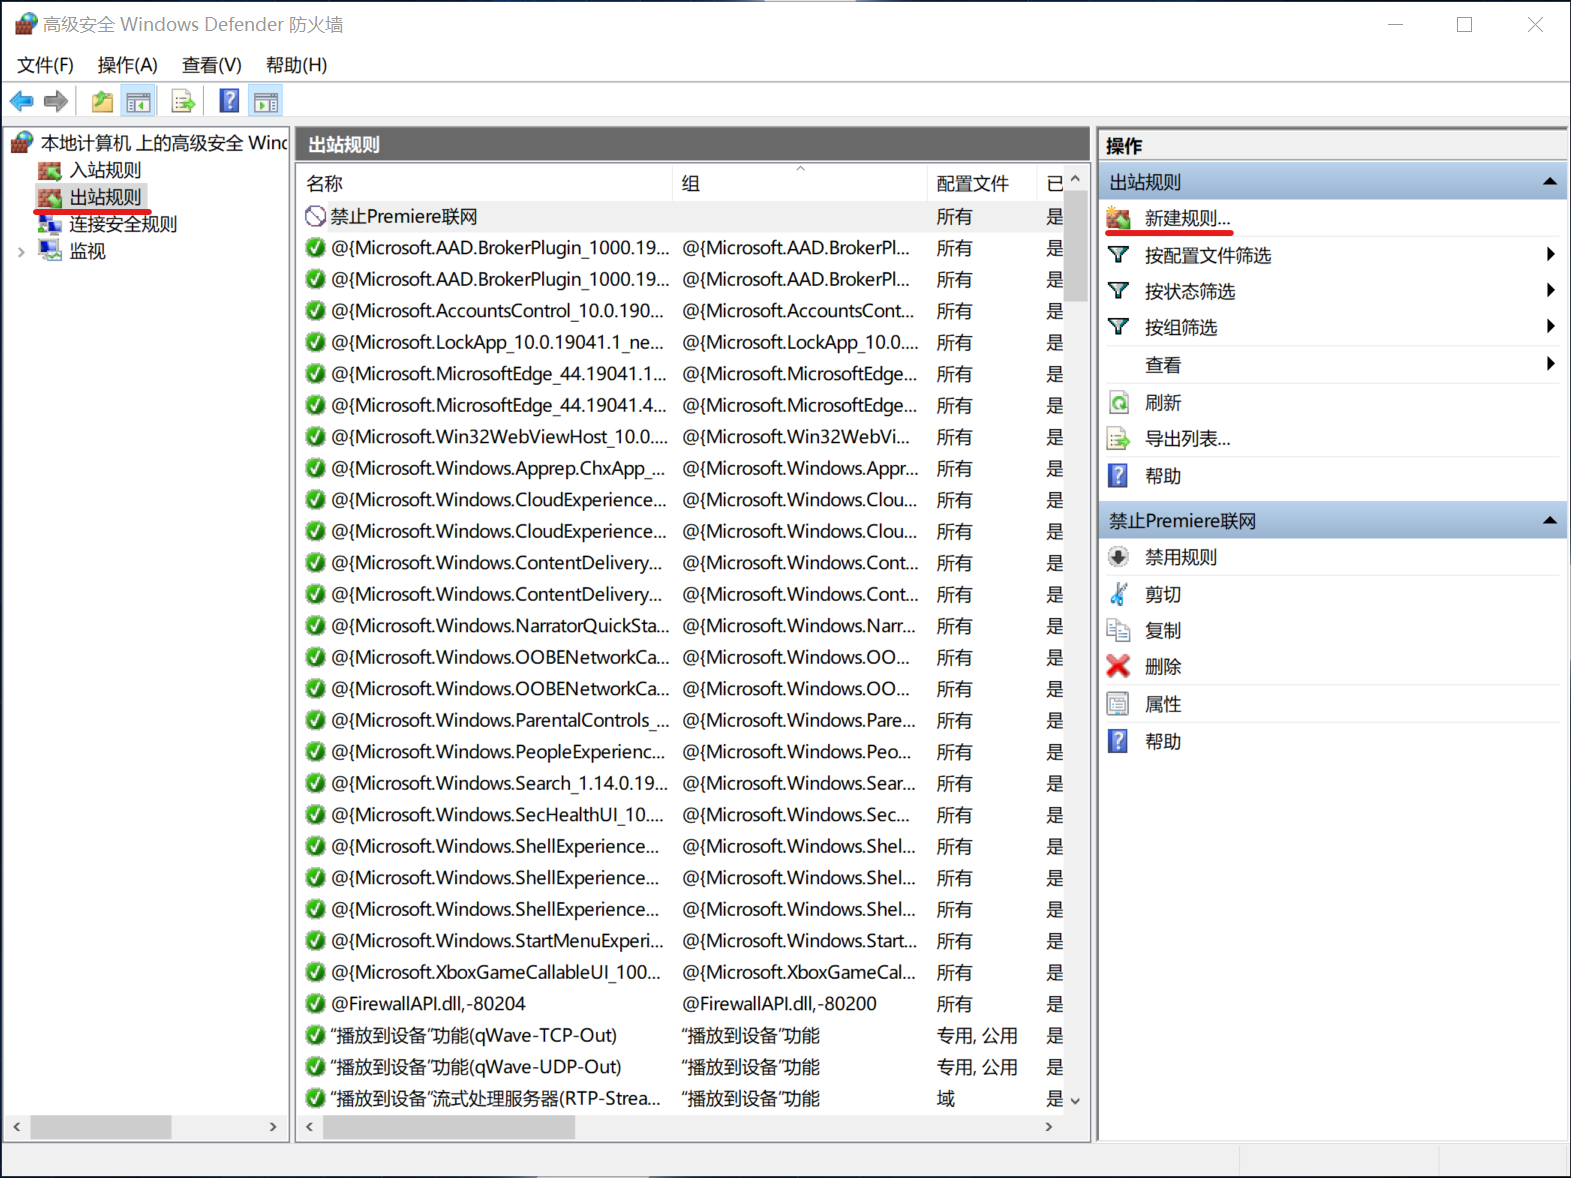 高级安全 Windows Defender 防火墙
文件(F) 操作(A) 查看(V) 帮助(H)
本地计算机 上的高级安全 Wind
入站规则
出站规则
连接安全规则
监视
出站规则
名称 组 配置文件 已
禁止Premiere联网 所有 是
@{Microsoft.AAD.BrokerPlugin_1000.19... @{Microsoft.AAD.BrokerPl... 所有 是
@{Microsoft.AAD.BrokerPlugin_1000.19... @{Microsoft.AAD.BrokerPl... 所有 是
@{Microsoft.AccountsControl_10.0.190... @{Microsoft.AccountsCont... 所有 是
@{Microsoft.LockApp_10.0.19041.1_ne... @{Microsoft.LockApp_10.0.... 所有 是
@{Microsoft.MicrosoftEdge_44.19041.1... @{Microsoft.MicrosoftEdge... 所有 是
@{Microsoft.MicrosoftEdge_44.19041.4... @{Microsoft.MicrosoftEdge... 所有 是
@{Microsoft.Win32WebViewHost_10.0.... @{Microsoft.Win32WebVi... 所有 是
@{Microsoft.Windows.Apprep.ChxApp_... @{Microsoft.Windows.Appr... 所有 是
@{Microsoft.Windows.CloudExperience... @{Microsoft.Windows.Clou... 所有 是
@{Microsoft.Windows.CloudExperience... @{Microsoft.Windows.Clou... 所有 是
@{Microsoft.Windows.ContentDelivery... @{Microsoft.Windows.Cont... 所有 是
@{Microsoft.Windows.ContentDelivery... @{Microsoft.Windows.Cont... 所有 是
@{Microsoft.Windows.NarratorQuickSta... @{Microsoft.Windows.Narr... 所有 是
@{Microsoft.Windows.OOBENetworkCa... @{Microsoft.Windows.OO... 所有 是
@{Microsoft.Windows.OOBENetworkCa... @{Microsoft.Windows.OO... 所有 是
@{Microsoft.Windows.ParentalControls_... @{Microsoft.Windows.Pare... 所有 是
@{Microsoft.Windows.PeopleExperienc... @{Microsoft.Windows.Peo... 所有 是
@{Microsoft.Windows.Search_1.14.0.19... @{Microsoft.Windows.Sear... 所有 是
@{Microsoft.Windows.SecHealthUI_10.... @{Microsoft.Windows.Sec... 所有 是
@{Microsoft.Windows.ShellExperience... @{Microsoft.Windows.Shel... 所有 是
@{Microsoft.Windows.ShellExperience... @{Microsoft.Windows.Shel... 所有 是
@{Microsoft.Windows.ShellExperience... @{Microsoft.Windows.Shel... 所有 是
@{Microsoft.Windows.StartMenuExperi... @{Microsoft.Windows.Start... 所有 是
@{Microsoft.XboxGameCallableUI_100... @{Microsoft.XboxGameCal... 所有 是
@FirewallAPI.dll,-80204 @FirewallAPI.dll,-80200 所有 是
“播放到设备”功能(qWave-TCP-Out) “播放到设备”功能 专用, 公用 是
“播放到设备”功能(qWave-UDP-Out) “播放到设备”功能 专用, 公用 是
“播放到设备”流式处理服务器(RTP-Strea... “播放到设备”功能 域 是
操作
出站规则
新建规则...
按配置文件筛选
按状态筛选
按组筛选
查看
刷新
导出列表...
帮助
禁止Premiere联网
禁用规则
剪切
复制
删除
属性
帮助